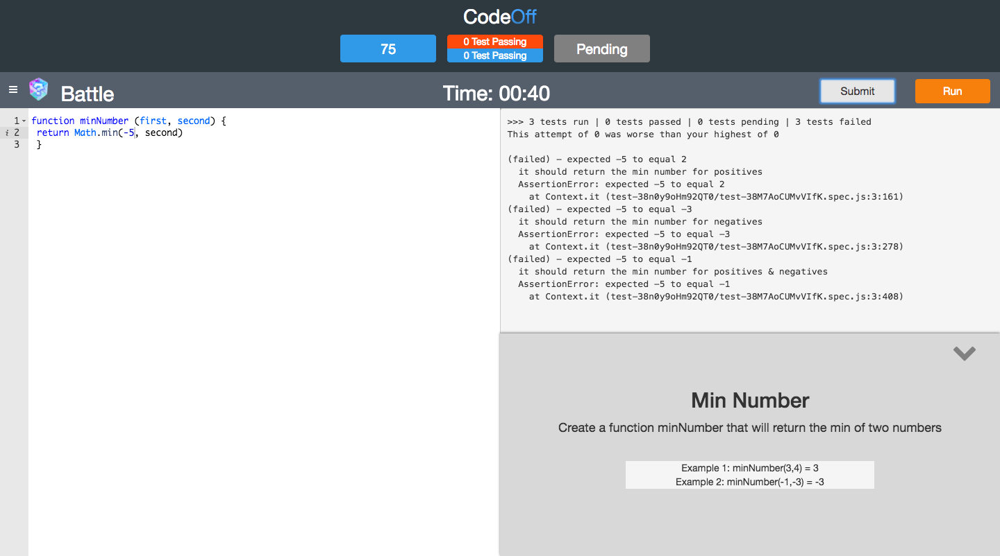 CodeOff
75
0 Test Passing
0 Test Passing
Pending
Battle
Time: 00:40
Submit
Run
1 function minNumber (first, second) {
i 2 return Math.min(-5, second)
3 }
>>> 3 tests run | 0 tests passed | 0 tests pending | 3 tests failed
This attempt of 0 was worse than your highest of 0
(failed) - expected -5 to equal 2
it should return the min number for positives
AssertionError: expected -5 to equal 2
at Context.it (test-38n0y9oHm92QT0/test-38M7AoCUMvVIfK.spec.js:3:161)
(failed) - expected -5 to equal -3
it should return the min number for negatives
AssertionError: expected -5 to equal -3
at Context.it (test-38n0y9oHm92QT0/test-38M7AoCUMvVIfK.spec.js:3:278)
(failed) - expected -5 to equal -1
it should return the min number for positives & negatives
AssertionError: expected -5 to equal -1
at Context.it (test-38n0y9oHm92QT0/test-38M7AoCUMvVIfK.spec.js:3:408)
Min Number
Create a function minNumber that will return the min of two numbers
Example 1: minNumber(3,4) = 3
Example 2: minNumber(-1,-3) = -3